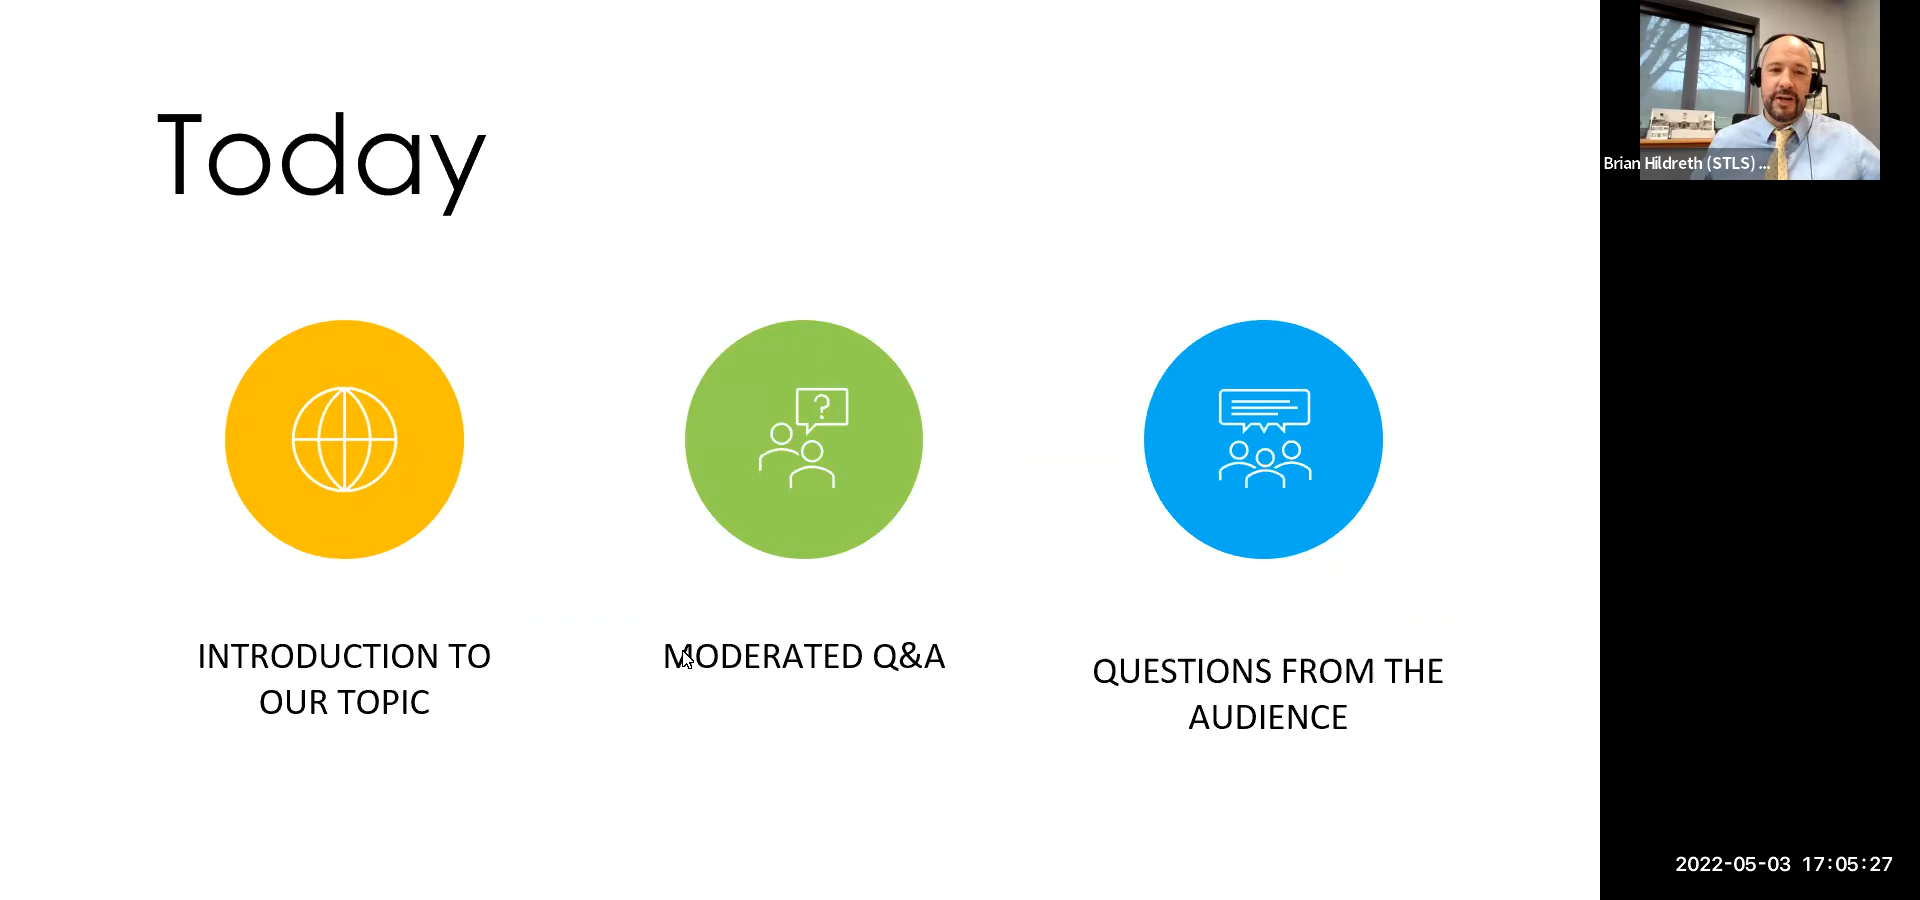 Today
?
INTRODUCTION TO
OUR TOPIC
MODERATED Q&A
QUESTIONS FROM THE
AUDIENCE
Brian Hildreth (STLS) ...
2022-05-03 17:05:27